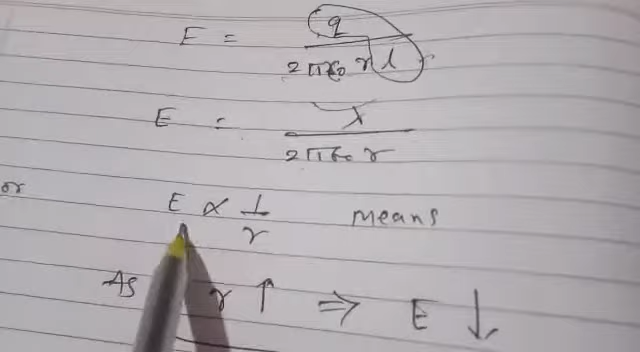 E = q / 2πε₀ r l
E = λ / 2πε₀ r
or E ∝ 1/r means
As r ↑ ⇒ E ↓